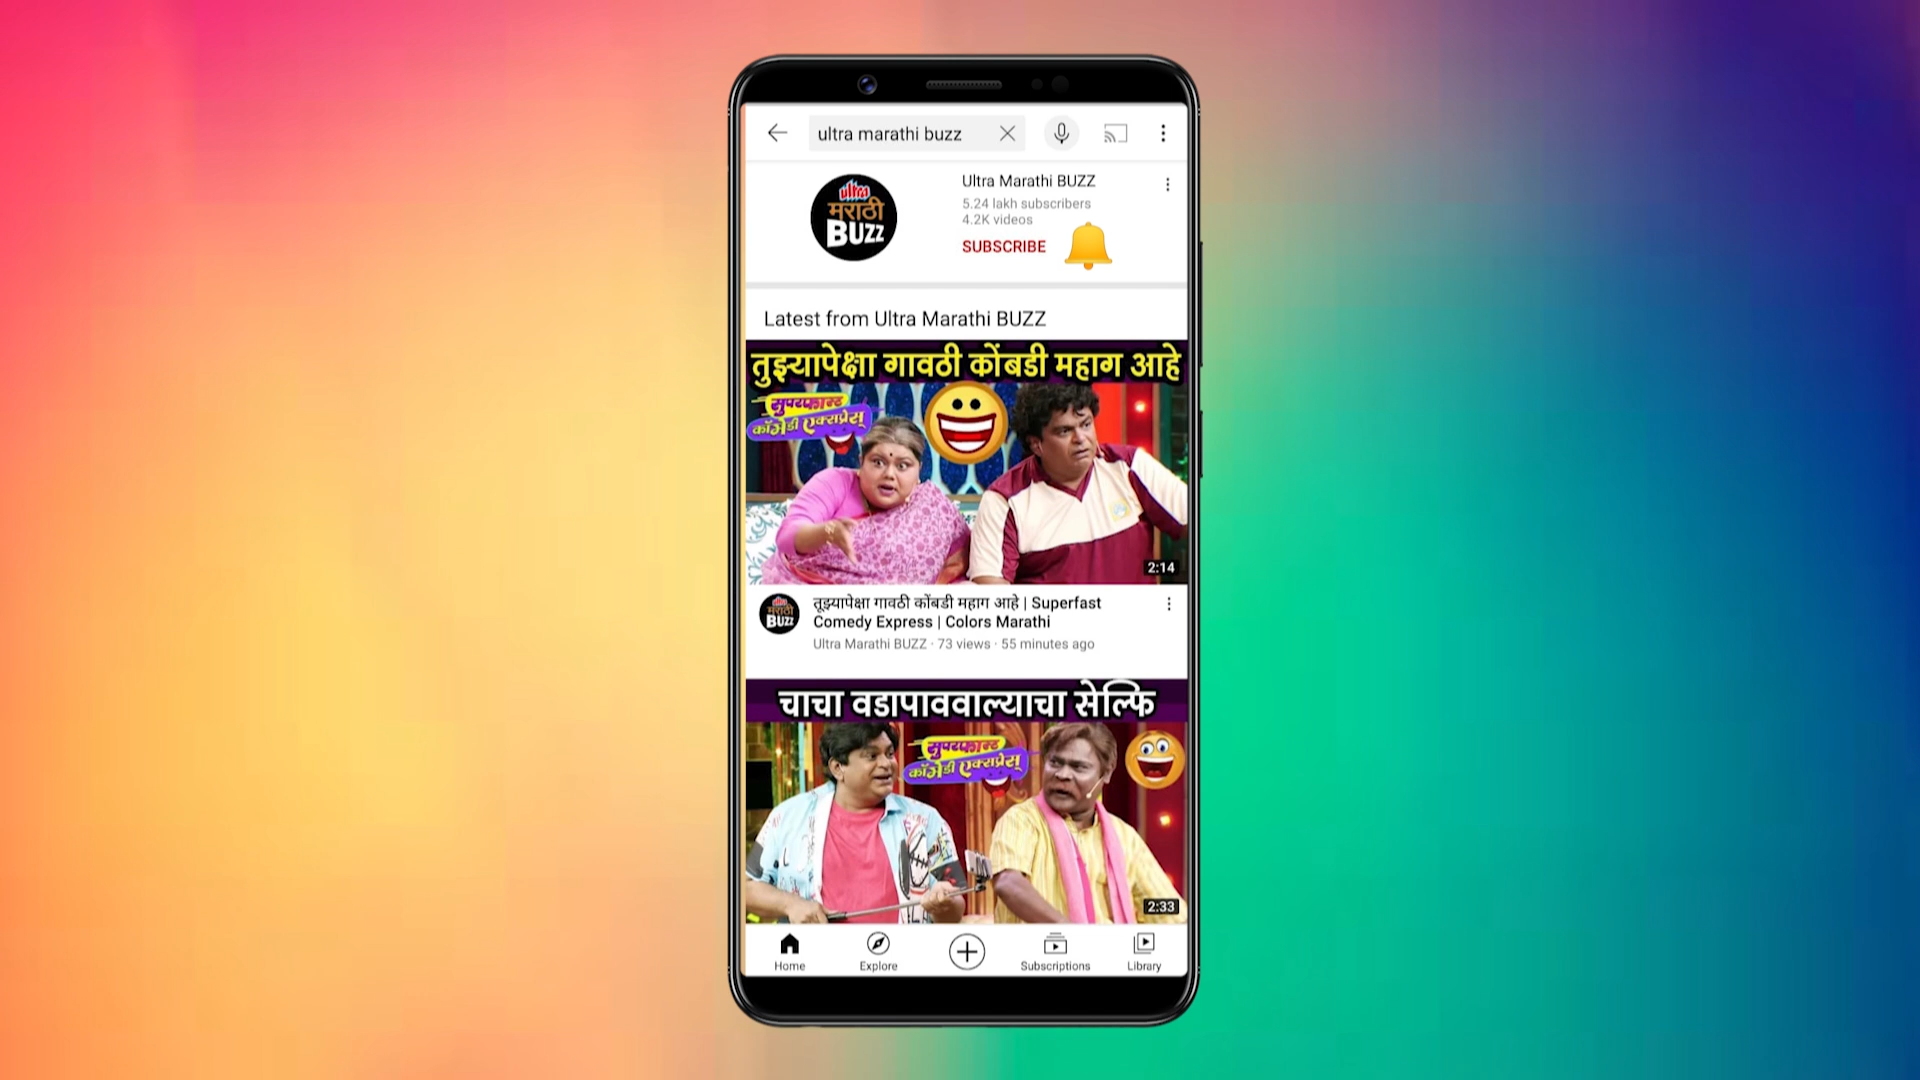 ultra marathi buzz
ultra
मराठी
BUZZ
Ultra Marathi BUZZ
5.24 lakh subscribers
4.2K videos
SUBSCRIBE
Latest from Ultra Marathi BUZZ
तुझ्यापेक्षा गावठी कोंबडी महाग आहे
सुपरफास्ट
कॉमेडी एक्सप्रेस्
2:14
ultra
मराठी
BUZZ
तूझ्यापेक्षा गावठी कोंबडी महाग आहे | Superfast
Comedy Express | Colors Marathi
Ultra Marathi BUZZ · 73 views · 55 minutes ago
चाचा वडापाववाल्याचा सेल्फि
सुपरफास्ट
कॉमेडी एक्सप्रेस्
2:33
Home
Explore
Subscriptions
Library